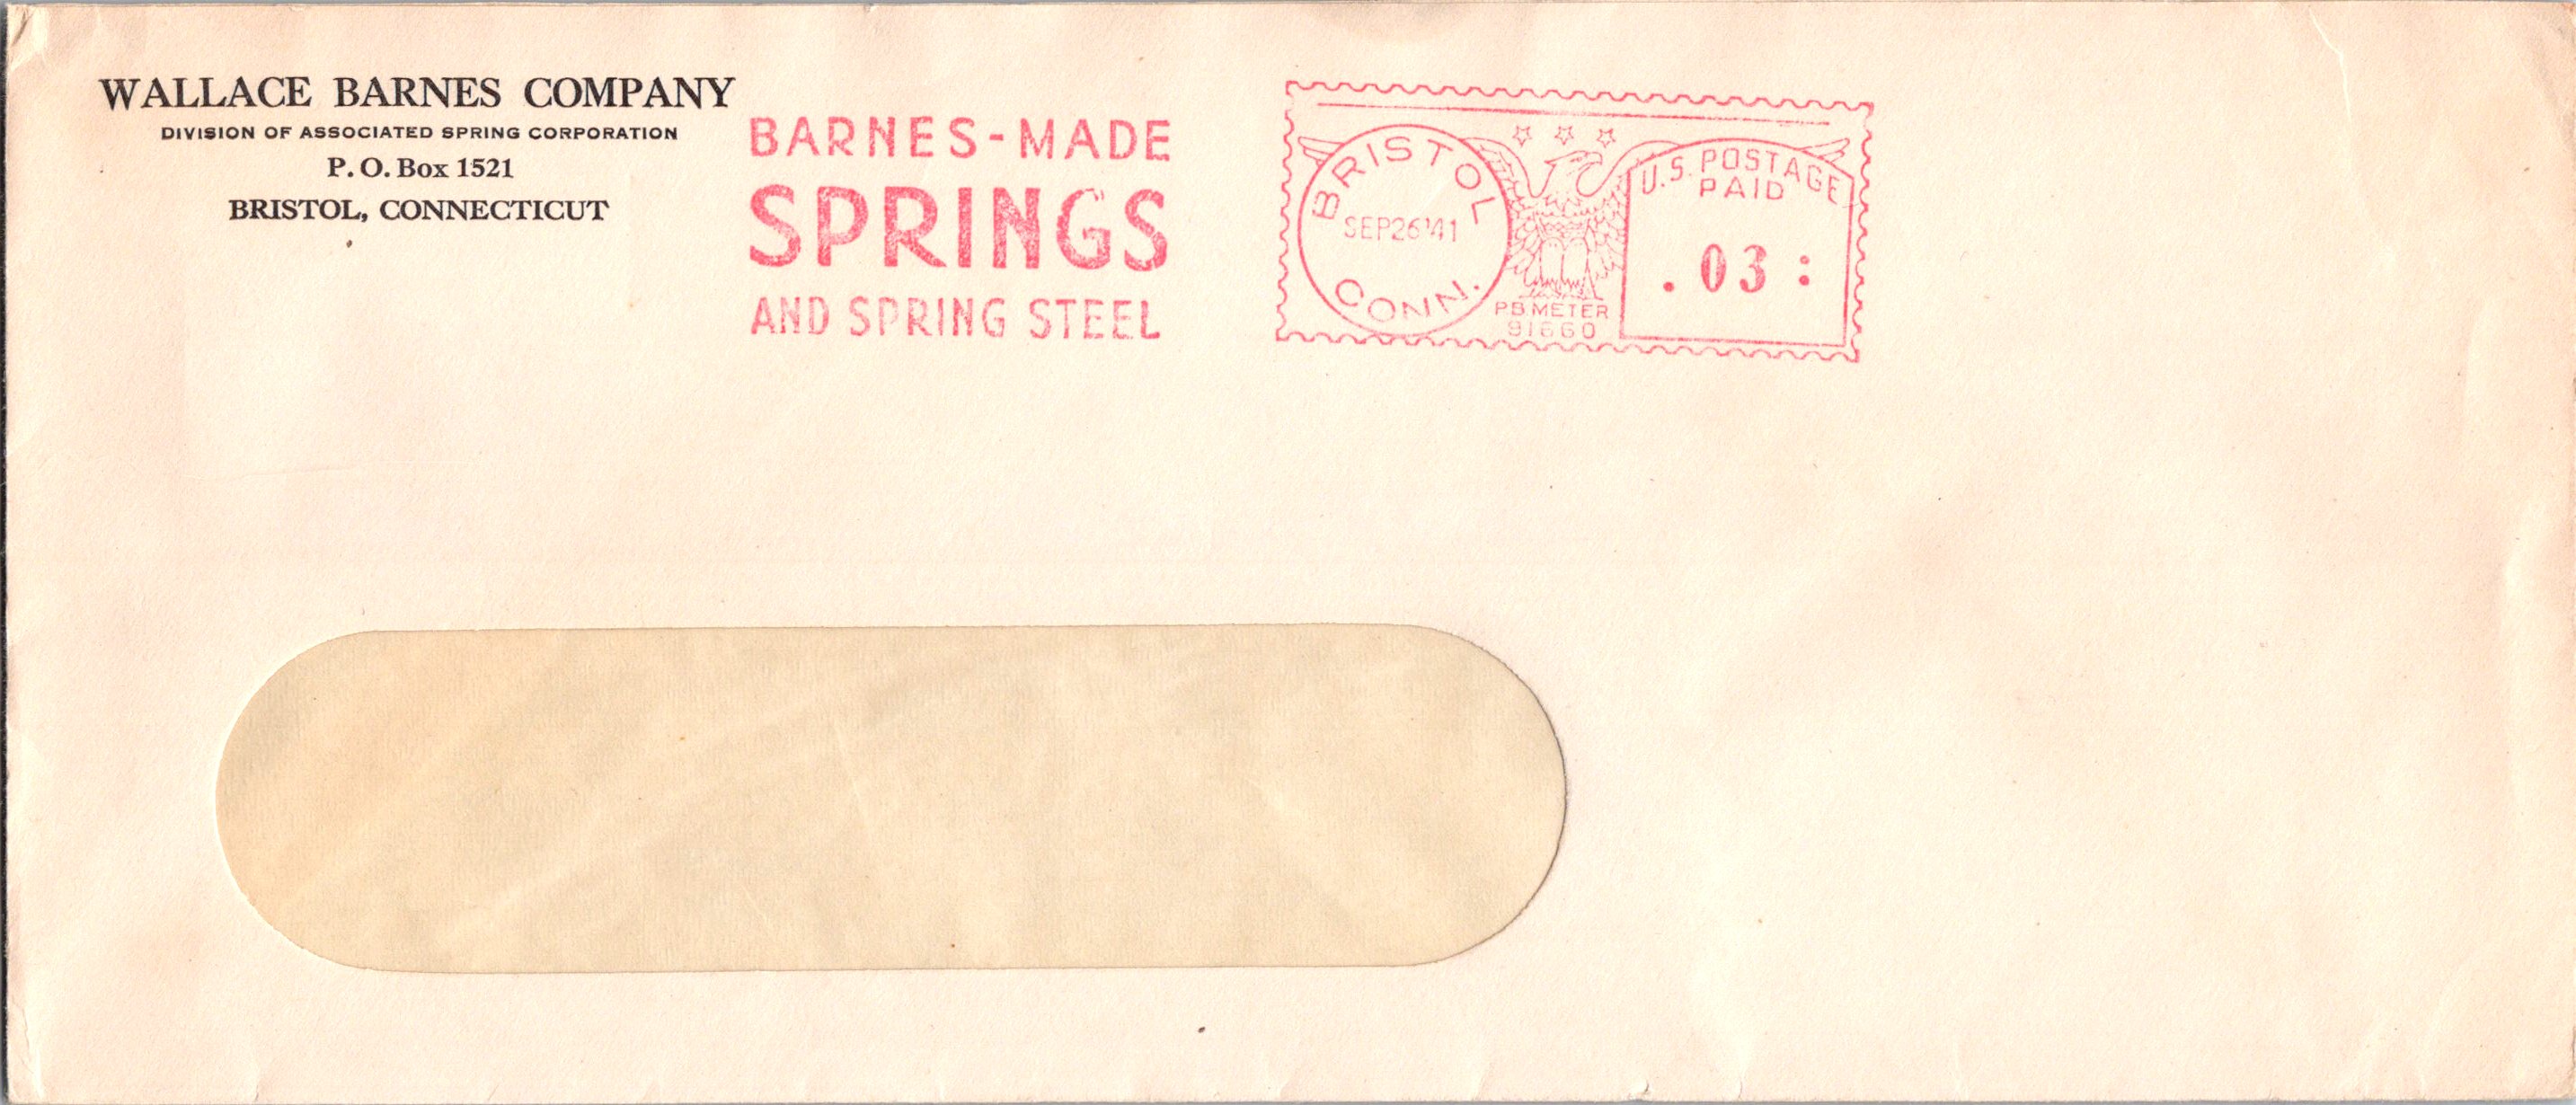 WALLACE BARNES COMPANY
DIVISION OF ASSOCIATED SPRING CORPORATION
P. O. Box 1521
BRISTOL, CONNECTICUT
BARNES-MADE
SPRINGS
AND SPRING STEEL
BRISTOL
SEP26'41
CONN.
P.B. METER
91660
U.S. POSTAGE
PAID
.03: